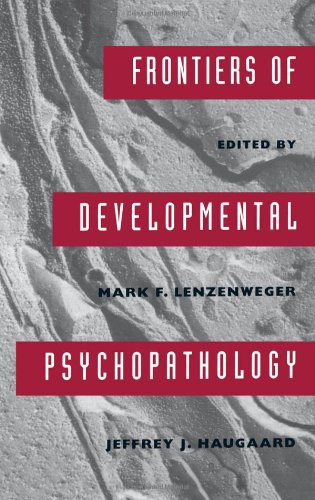 FRONTIERS OF
EDITED BY
DEVELOPMENTAL
MARK F. LENZENWEGER
PSYCHOPATHOLOGY
JEFFREY J. HAUGAARD